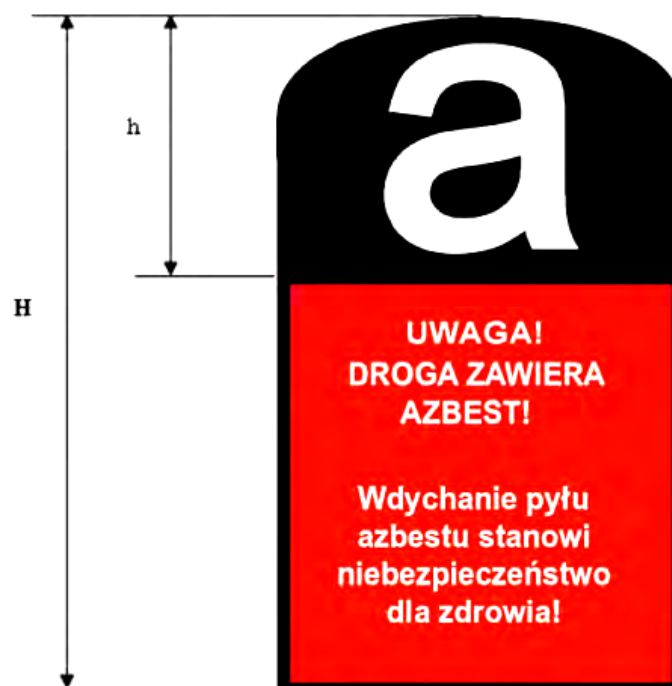 a
h
H
UWAGA!
DROGA ZAWIERA
AZBEST!
Wdychanie pyłu
azbestu stanowi
niebezpieczeństwo
dla zdrowia!